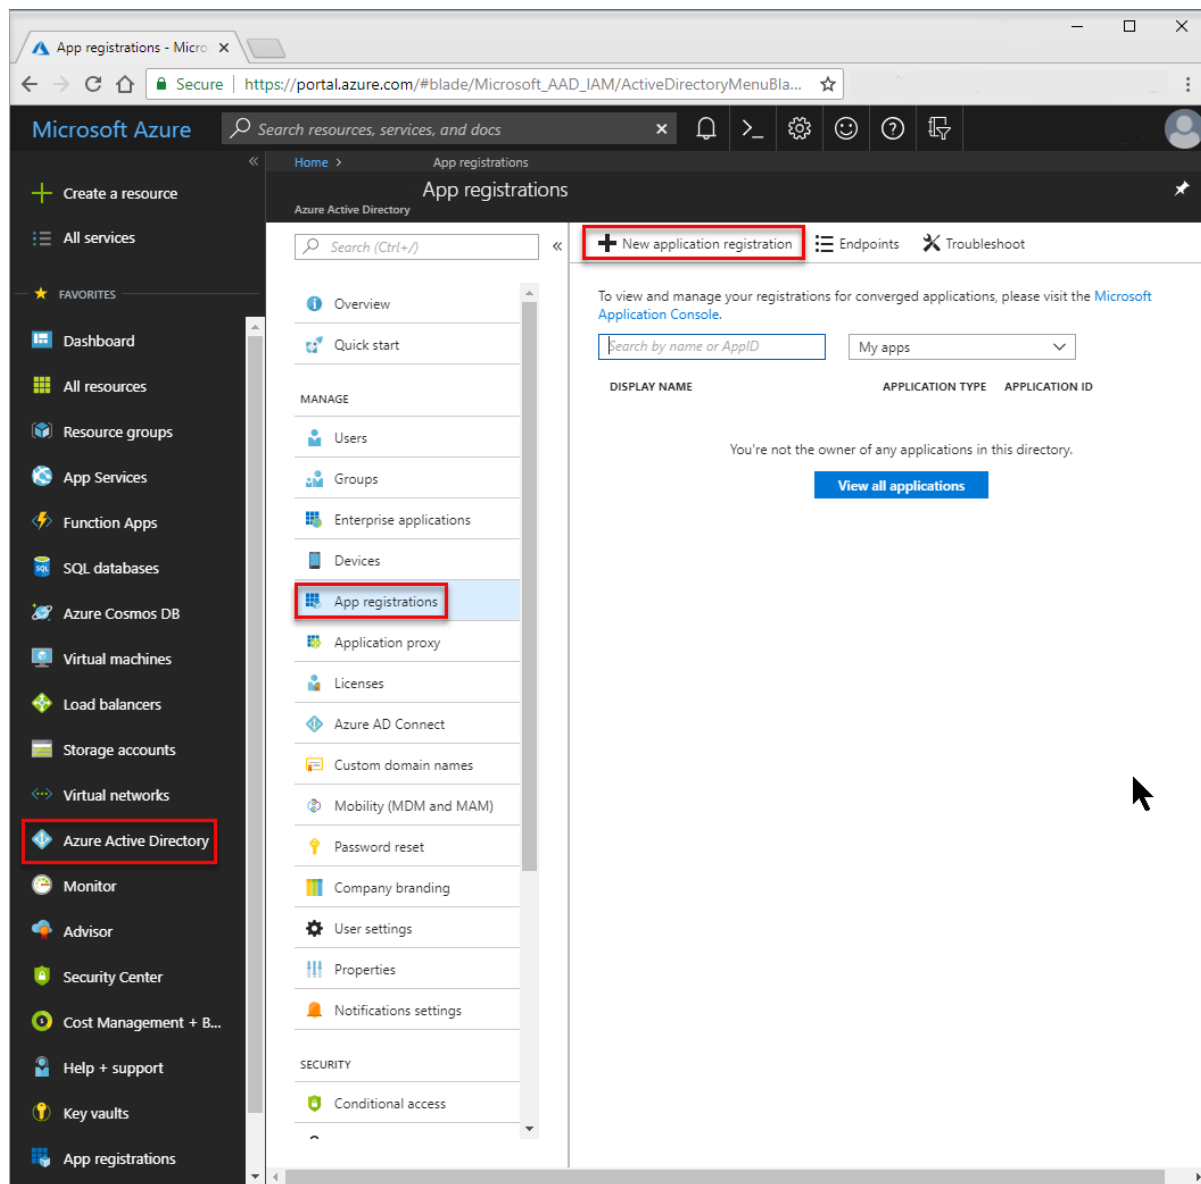 App registrations - Micro
Secure
https://portal.azure.com/#blade/Microsoft_AAD_IAM/ActiveDirectoryMenuBla...
Microsoft Azure
Search resources, services, and docs
Home >
App registrations
App registrations
Azure Active Directory
Create a resource
All services
FAVORITES
Dashboard
All resources
Resource groups
App Services
Function Apps
SQL databases
Azure Cosmos DB
Virtual machines
Load balancers
Storage accounts
Virtual networks
Azure Active Directory
Monitor
Advisor
Security Center
Cost Management + B...
Help + support
Key vaults
App registrations
Search (Ctrl+/)
Overview
Quick start
MANAGE
Users
Groups
Enterprise applications
Devices
App registrations
Application proxy
Licenses
Azure AD Connect
Custom domain names
Mobility (MDM and MAM)
Password reset
Company branding
User settings
Properties
Notifications settings
SECURITY
Conditional access
New application registration
Endpoints
Troubleshoot
To view and manage your registrations for converged applications, please visit the Microsoft
Application Console.
Search by name or AppID
My apps
DISPLAY NAME
APPLICATION TYPE
APPLICATION ID
You're not the owner of any applications in this directory.
View all applications